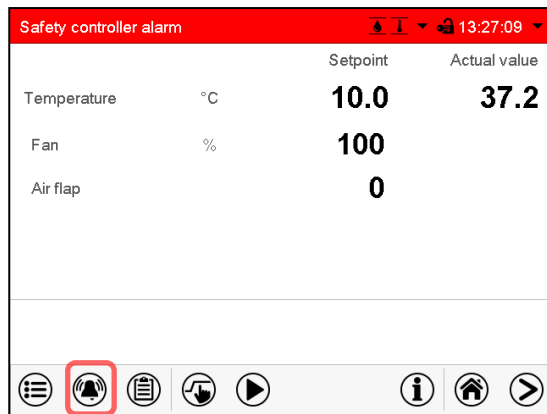 Safety controller alarm 13:27:09
Setpoint Actual value
Temperature °C 10.0 37.2
Fan % 100
Air flap 0